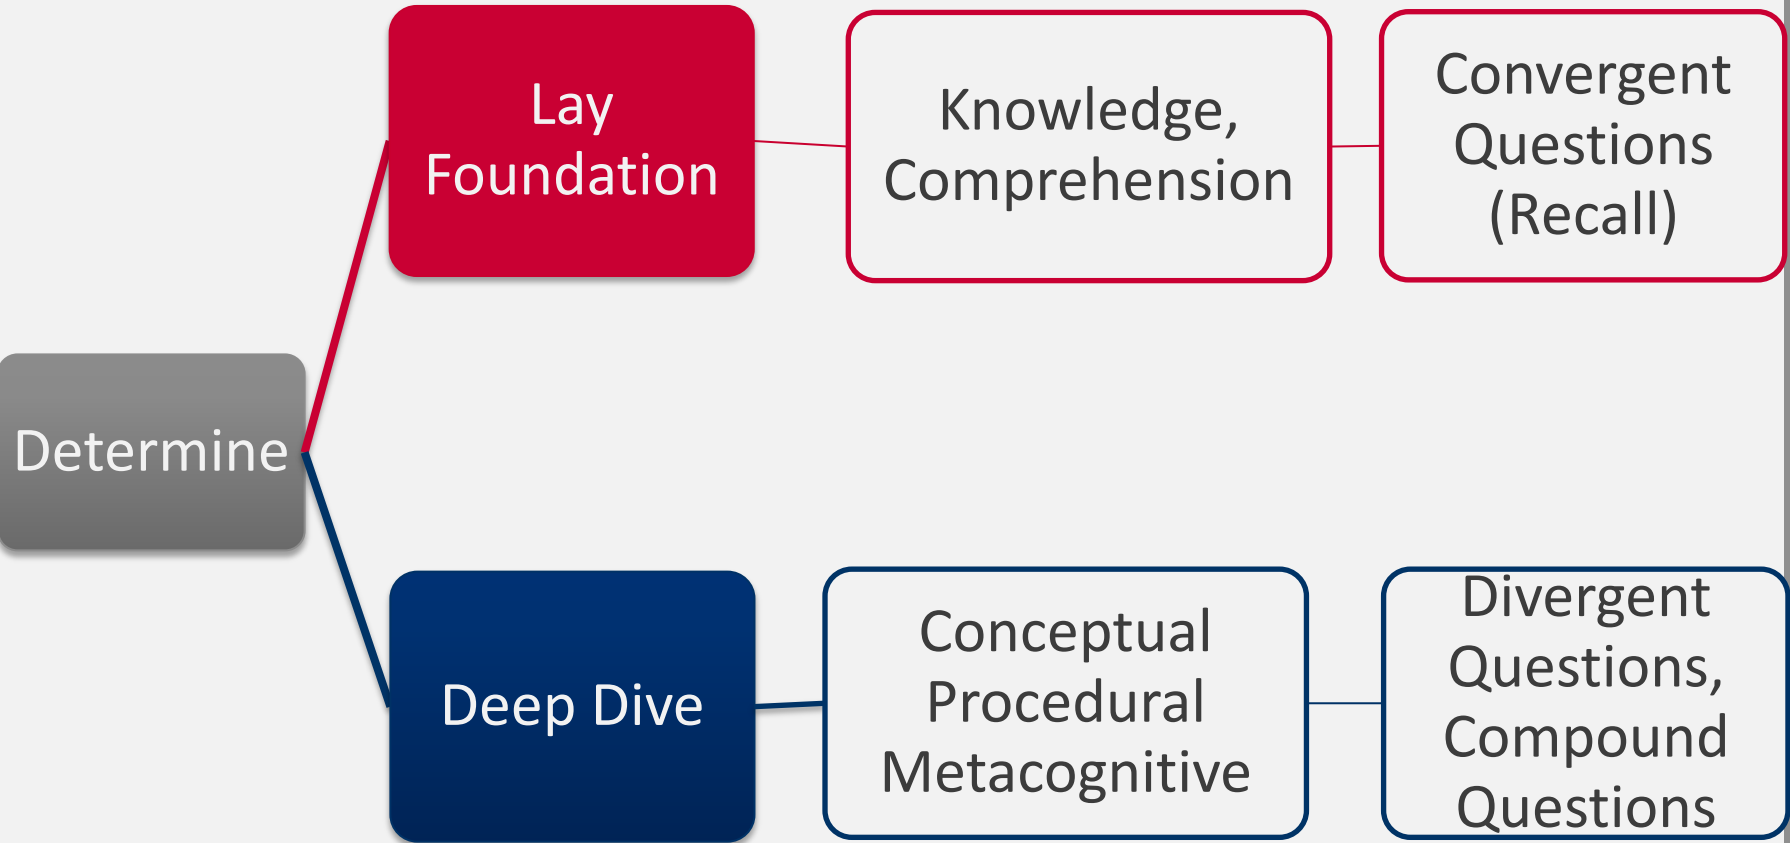 Lay
Foundation
Knowledge,
Comprehension
Convergent
Questions
(Recall)
Determine
Deep Dive
Conceptual
Procedural
Metacognitive
Divergent
Questions,
Compound
Questions